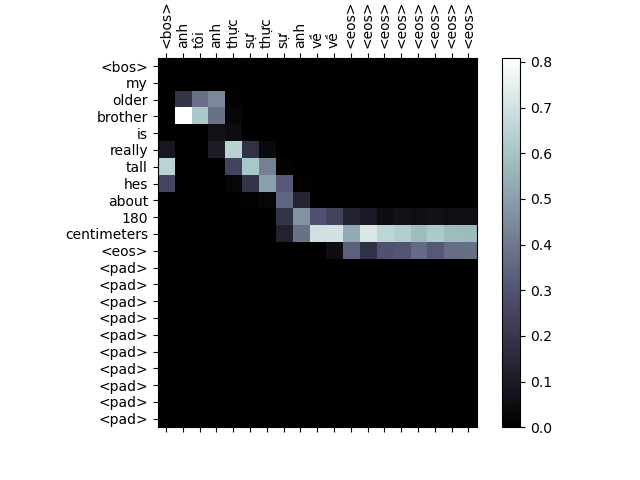 <bos> anh tôi anh thực sự thực sự anh về về <eos> <eos> <eos> <eos> <eos> <eos> <eos> <eos>
<bos>
my
older
brother
is
really
tall
hes
about
180
centimeters
<eos>
<pad>
<pad>
<pad>
<pad>
<pad>
<pad>
<pad>
<pad>
<pad>
<pad>
0.8
0.7
0.6
0.5
0.4
0.3
0.2
0.1
0.0